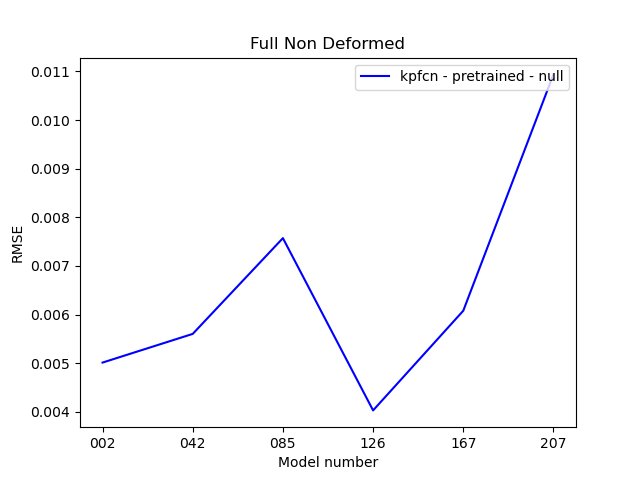 Full Non Deformed
kpfcn - pretrained - null
RMSE
0.011
0.010
0.009
0.008
0.007
0.006
0.005
0.004
002 042 085 126 167 207
Model number